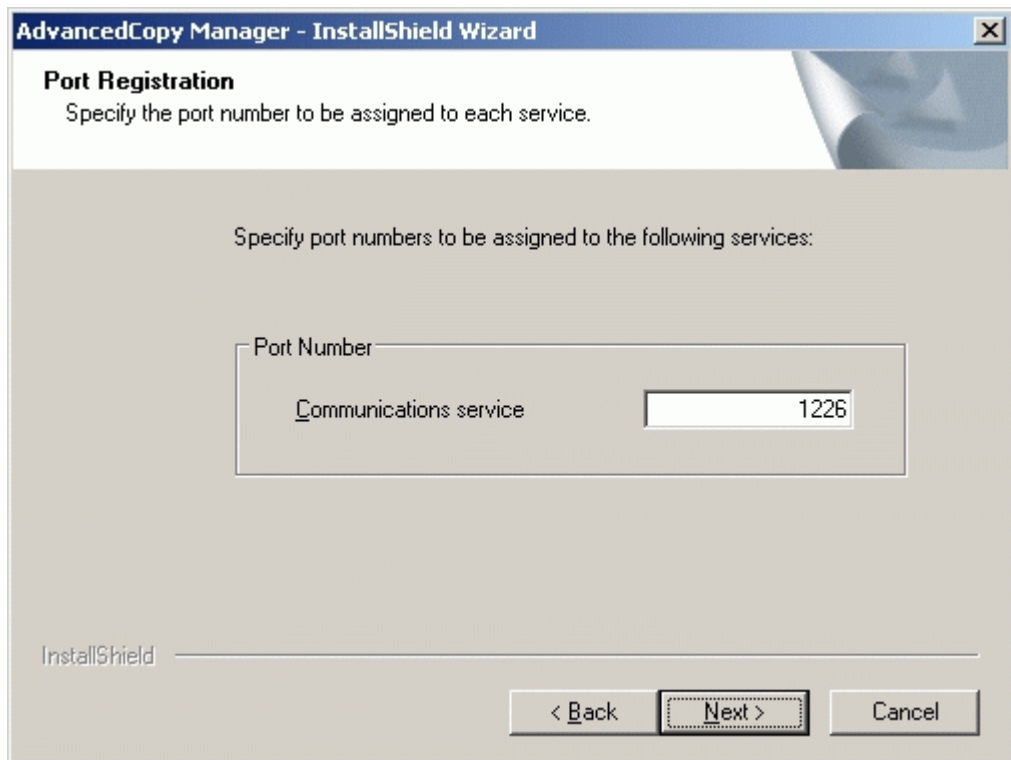 AdvancedCopy Manager - InstallShield Wizard
Port Registration
Specify the port number to be assigned to each service.
Specify port numbers to be assigned to the following services:
Port Number
Communications service 1226
InstallShield
< Back Next > Cancel